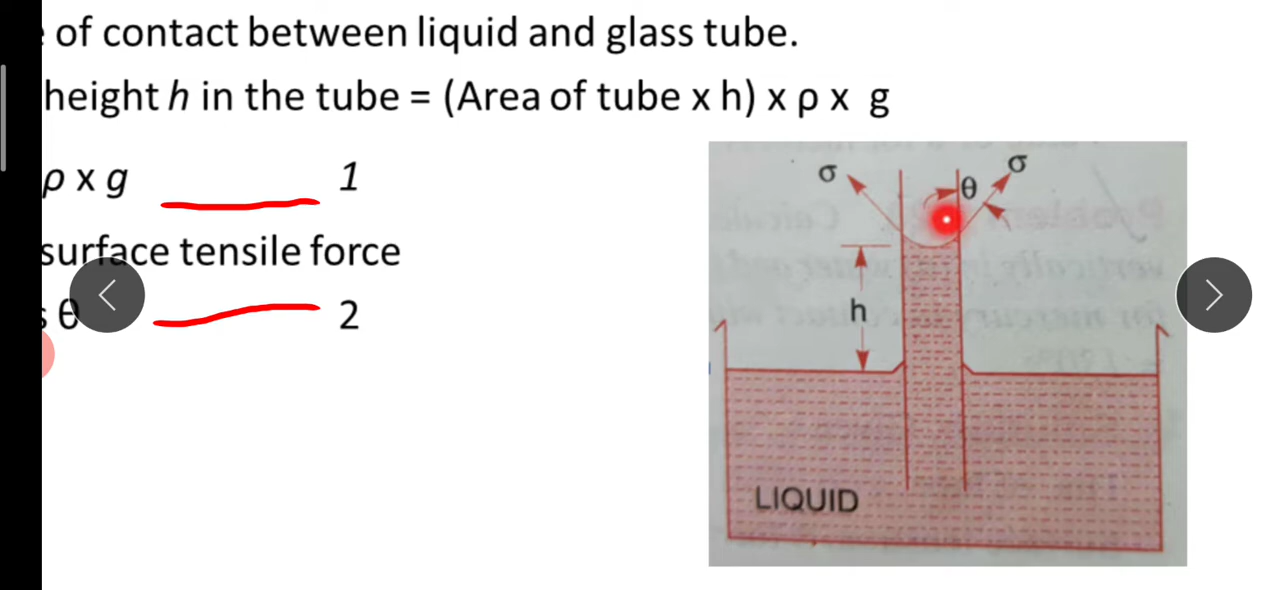 of contact between liquid and glass tube.
height h in the tube = (Area of tube x h) x ρ x g
ρ x g 1
surface tensile force
s θ 2
σ σ
θ
h
LIQUID